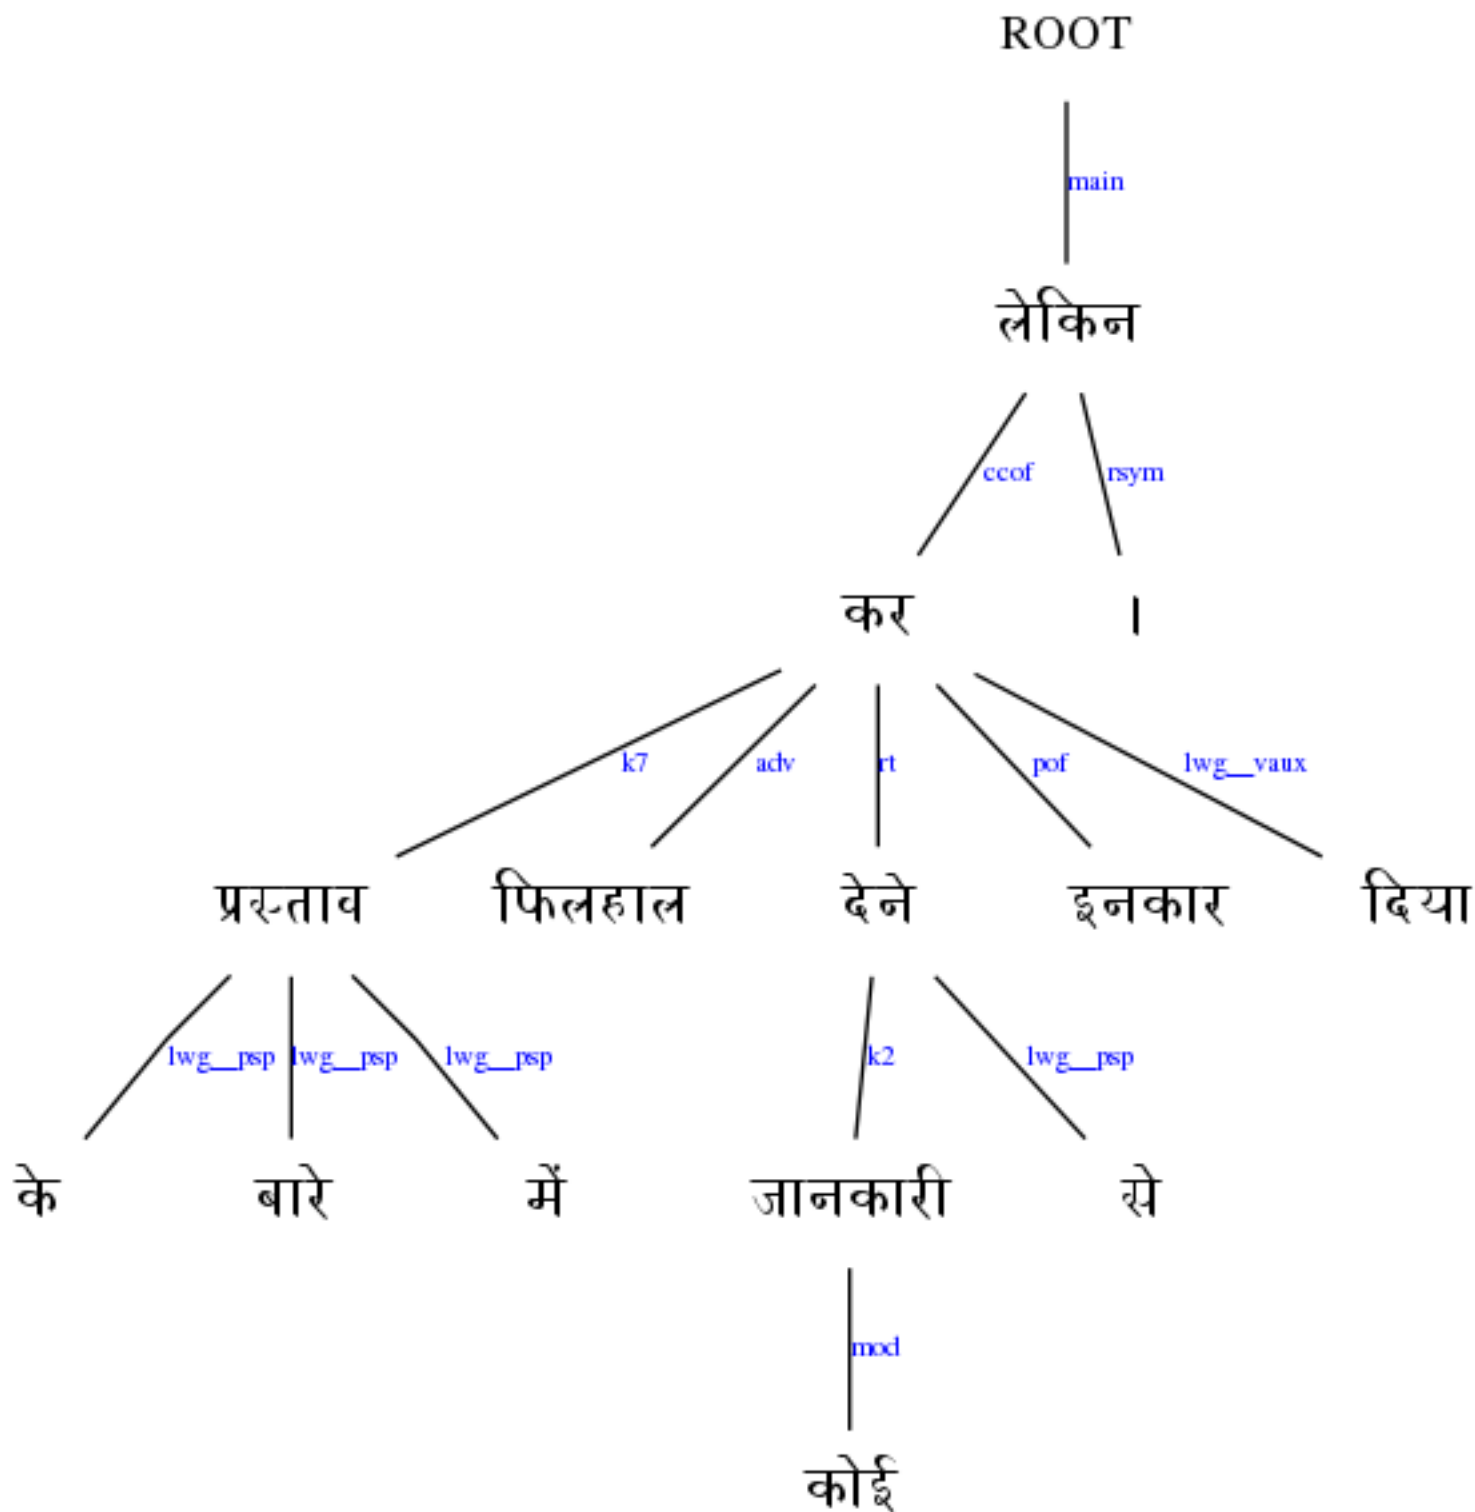 ROOT
main
लेकिन
ccof rsym
कर ।
k7 adv rt pof lwg__vaux
प्रस्ताव फिलहाल देने इनकार दिया
lwg__psp lwg__psp lwg__psp k2 lwg__psp
के बारे में जानकारी से
mod
कोई